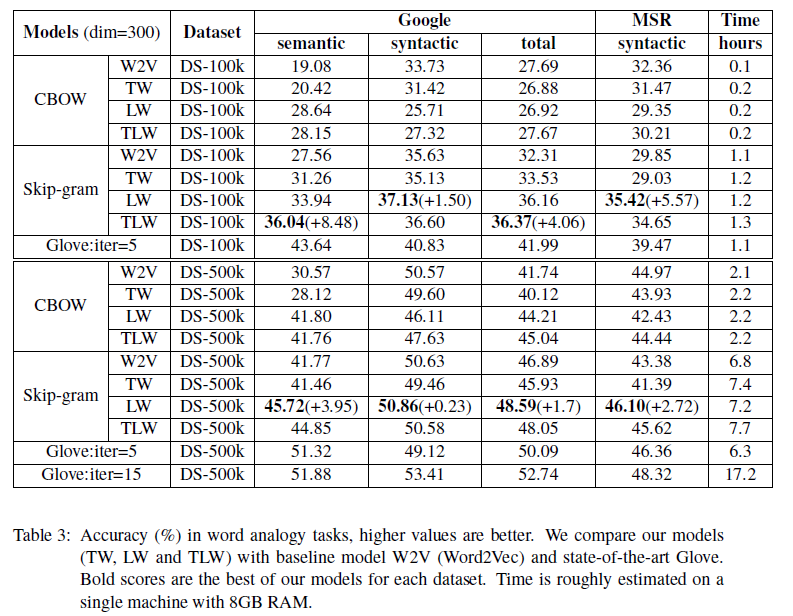 Models (dim=300) Dataset Google MSR Time
semantic syntactic total syntactic hours
CBOW W2V DS-100k 19.08 33.73 27.69 32.36 0.1
TW DS-100k 20.42 31.42 26.88 31.47 0.2
LW DS-100k 28.64 25.71 26.92 29.35 0.2
TLW DS-100k 28.15 27.32 27.67 30.21 0.2
Skip-gram W2V DS-100k 27.56 35.63 32.31 29.85 1.1
TW DS-100k 31.26 35.13 33.53 29.03 1.2
LW DS-100k 33.94 37.13(+1.50) 36.16 35.42(+5.57) 1.2
TLW DS-100k 36.04(+8.48) 36.60 36.37(+4.06) 34.65 1.3
Glove:iter=5 DS-100k 43.64 40.83 41.99 39.47 1.1
CBOW W2V DS-500k 30.57 50.57 41.74 44.97 2.1
TW DS-500k 28.12 49.60 40.12 43.93 2.2
LW DS-500k 41.80 46.11 44.21 42.43 2.2
TLW DS-500k 41.76 47.63 45.04 44.44 2.2
Skip-gram W2V DS-500k 41.77 50.63 46.89 43.38 6.8
TW DS-500k 41.46 49.46 45.93 41.39 7.4
LW DS-500k 45.72(+3.95) 50.86(+0.23) 48.59(+1.7) 46.10(+2.72) 7.2
TLW DS-500k 44.85 50.58 48.05 45.62 7.7
Glove:iter=5 DS-500k 51.32 49.12 50.09 46.36 6.3
Glove:iter=15 DS-500k 51.88 53.41 52.74 48.32 17.2
Table 3: Accuracy (%) in word analogy tasks, higher values are better. We compare our models
(TW, LW and TLW) with baseline model W2V (Word2Vec) and state-of-the-art Glove.
Bold scores are the best of our models for each dataset. Time is roughly estimated on a
single machine with 8GB RAM.